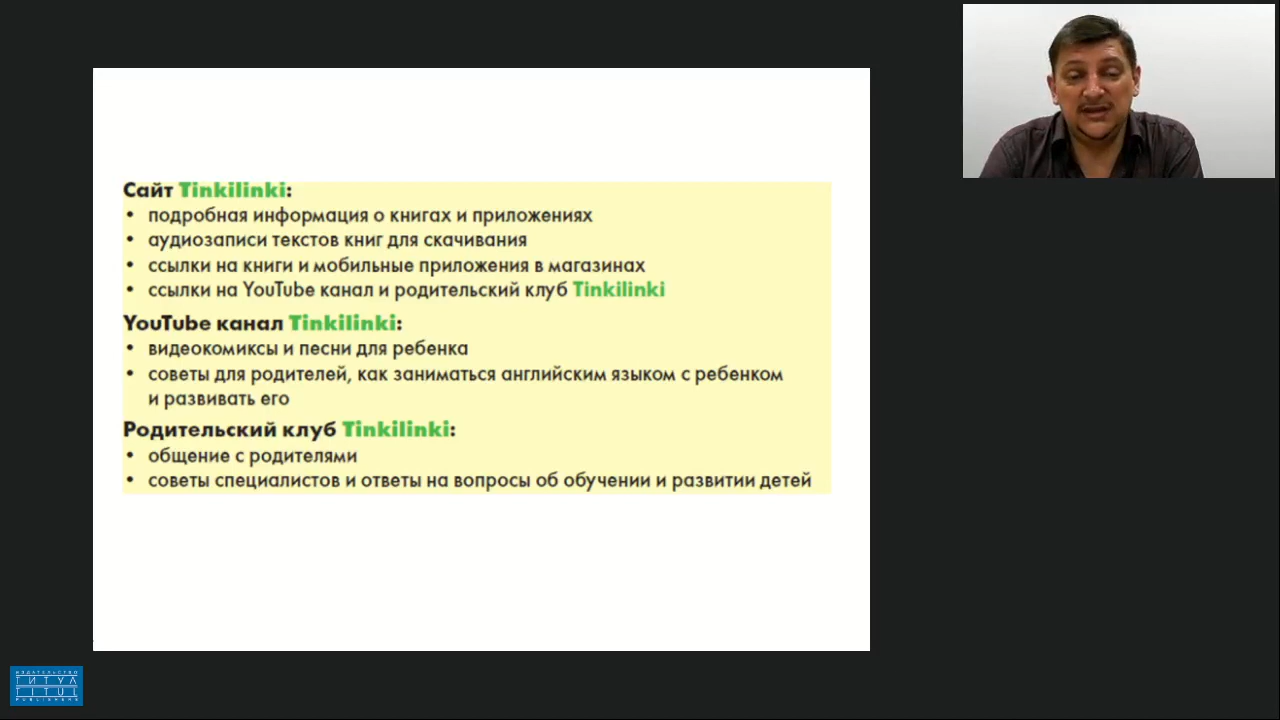 Сайт Tinkilinki:
• подробная информация о книгах и приложениях
• аудиозаписи текстов книг для скачивания
• ссылки на книги и мобильные приложения в магазинах
• ссылки на YouTube канал и родительский клуб Tinkilinki
YouTube канал Tinkilinki:
• видеокомиксы и песни для ребенка
• советы для родителей, как заниматься английским языком с ребенком
и развивать его
Родительский клуб Tinkilinki:
• общение с родителями
• советы специалистов и ответы на вопросы об обучении и развитии детей
ИЗДАТЕЛЬСТВО
ТИТУЛ
TITUL
PUBLISHERS